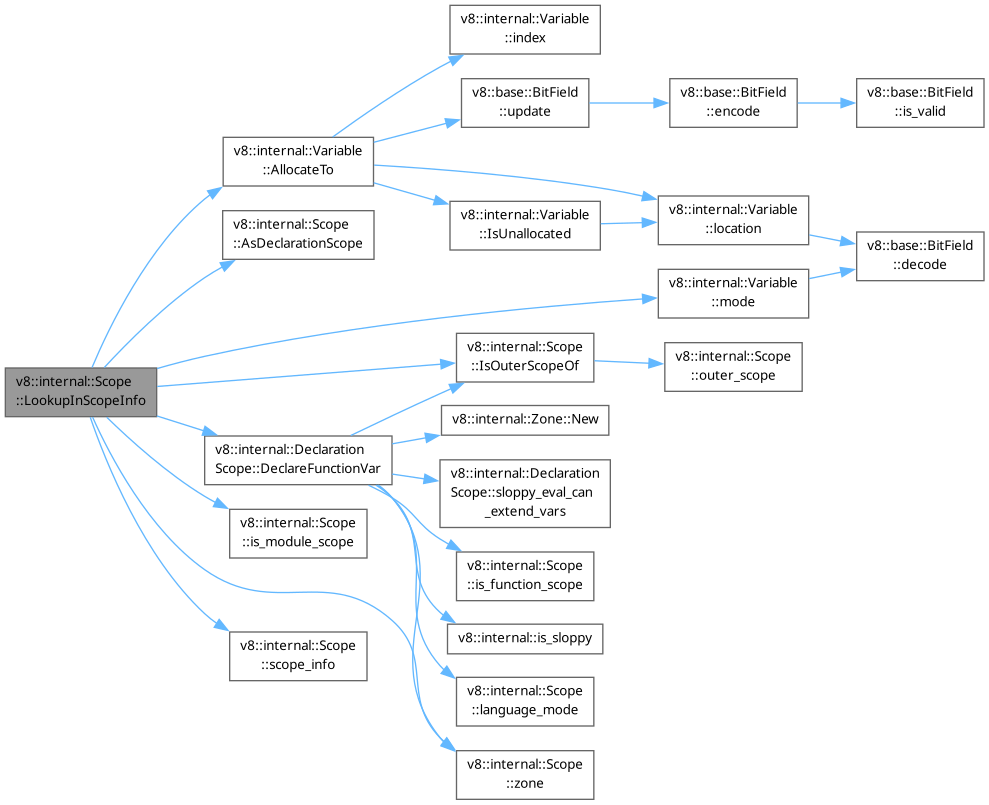 v8::internal::Variable
::index
v8::base::BitField
::update
v8::base::BitField
::encode
v8::base::BitField
::is_valid
v8::internal::Variable
::AllocateTo
v8::internal::Variable
::IsUnallocated
v8::internal::Variable
::location
v8::internal::Scope
::AsDeclarationScope
v8::base::BitField
::decode
v8::internal::Variable
::mode
v8::internal::Scope
::IsOuterScopeOf
v8::internal::Scope
::outer_scope
v8::internal::Scope
::LookupInScopeInfo
v8::internal::Zone::New
v8::internal::Declaration
Scope::DeclareFunctionVar
v8::internal::Declaration
Scope::sloppy_eval_can
_extend_vars
v8::internal::Scope
::is_module_scope
v8::internal::Scope
::is_function_scope
v8::internal::is_sloppy
v8::internal::Scope
::scope_info
v8::internal::Scope
::language_mode
v8::internal::Scope
::zone